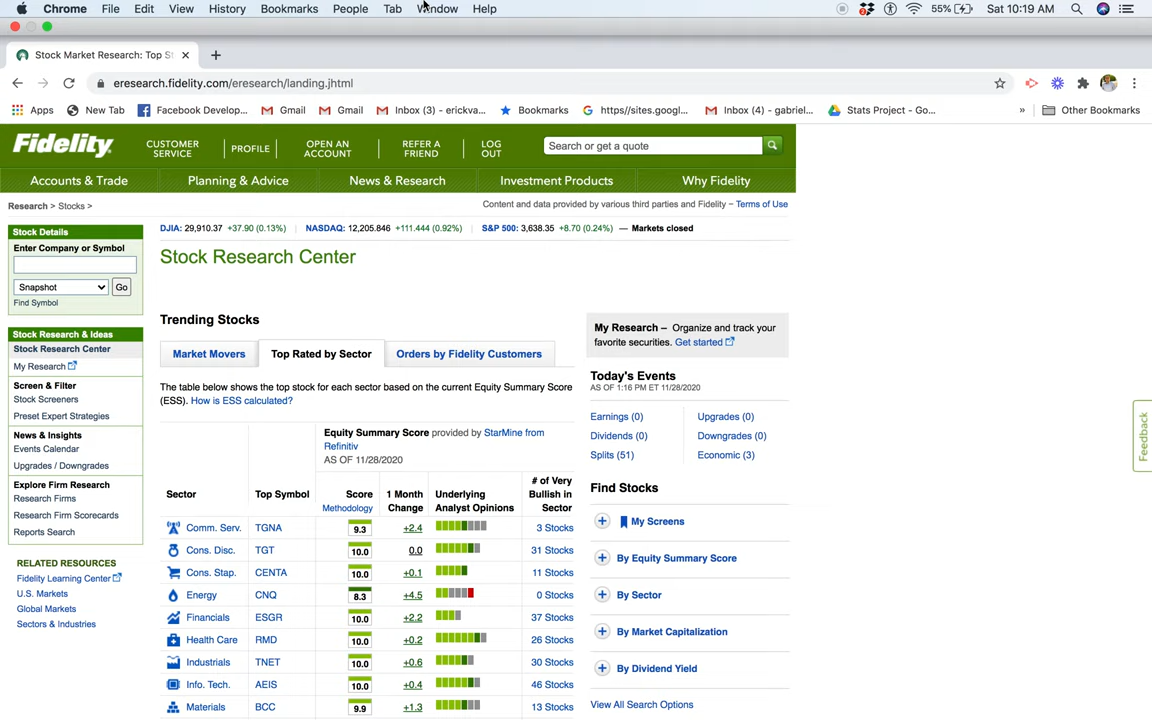 Chrome File Edit View History Bookmarks People Tab Window Help 2 55% Sat 10:19 AM
Stock Market Research: Top St
eresearch.fidelity.com/eresearch/landing.jhtml
Apps New Tab Facebook Develop... Gmail Gmail Inbox (3) - erickva... Bookmarks https//sites.googl... Inbox (4) - gabriel... Stats Project - Go... » Other Bookmarks
Fidelity
CUSTOMER SERVICE PROFILE OPEN AN ACCOUNT REFER A FRIEND LOG OUT Search or get a quote
Accounts & Trade Planning & Advice News & Research Investment Products Why Fidelity
Research > Stocks > Content and data provided by various third parties and Fidelity – Terms of Use
DJIA: 29,910.37 +37.90 (0.13%) NASDAQ: 12,205.846 +111.444 (0.92%) S&P 500: 3,638.35 +8.70 (0.24%) — Markets closed
Stock Details
Enter Company or Symbol
Snapshot Go
Find Symbol
Stock Research & Ideas
Stock Research Center
My Research
Screen & Filter
Stock Screeners
Preset Expert Strategies
News & Insights
Events Calendar
Upgrades / Downgrades
Explore Firm Research
Research Firms
Research Firm Scorecards
Reports Search
RELATED RESOURCES
Fidelity Learning Center
U.S. Markets
Global Markets
Sectors & Industries
Stock Research Center
Trending Stocks
Market Movers Top Rated by Sector Orders by Fidelity Customers
The table below shows the top stock for each sector based on the current Equity Summary Score
(ESS). How is ESS calculated?
Equity Summary Score provided by StarMine from
Refinitiv
AS OF 11/28/2020
Sector Top Symbol Score Methodology 1 Month Change Underlying Analyst Opinions # of Very Bullish in Sector
Comm. Serv. TGNA 9.3 +2.4 3 Stocks
Cons. Disc. TGT 10.0 0.0 31 Stocks
Cons. Stap. CENTA 10.0 +0.1 11 Stocks
Energy CNQ 8.3 +4.5 0 Stocks
Financials ESGR 10.0 +2.2 37 Stocks
Health Care RMD 10.0 +0.2 26 Stocks
Industrials TNET 10.0 +0.6 30 Stocks
Info. Tech. AEIS 10.0 +0.4 46 Stocks
Materials BCC 9.9 +1.3 13 Stocks
My Research – Organize and track your
favorite securities. Get started
Today's Events
AS OF 1:16 PM ET 11/28/2020
Earnings (0) Upgrades (0)
Dividends (0) Downgrades (0)
Splits (51) Economic (3)
Find Stocks
My Screens
By Equity Summary Score
By Sector
By Market Capitalization
By Dividend Yield
View All Search Options
Feedback